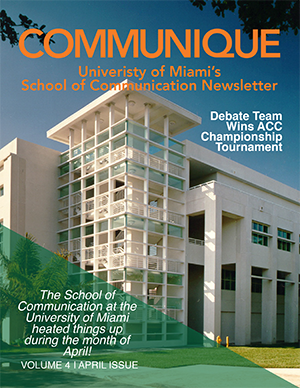 COMMUNIQUE
Univeristy of Miami's
School of Communication Newsletter
Debate Team
Wins ACC
Championship
Tournament
The School of
Communication at the
University of Miami
heated things up
during the month of
April!
VOLUME 4 | APRIL ISSUE